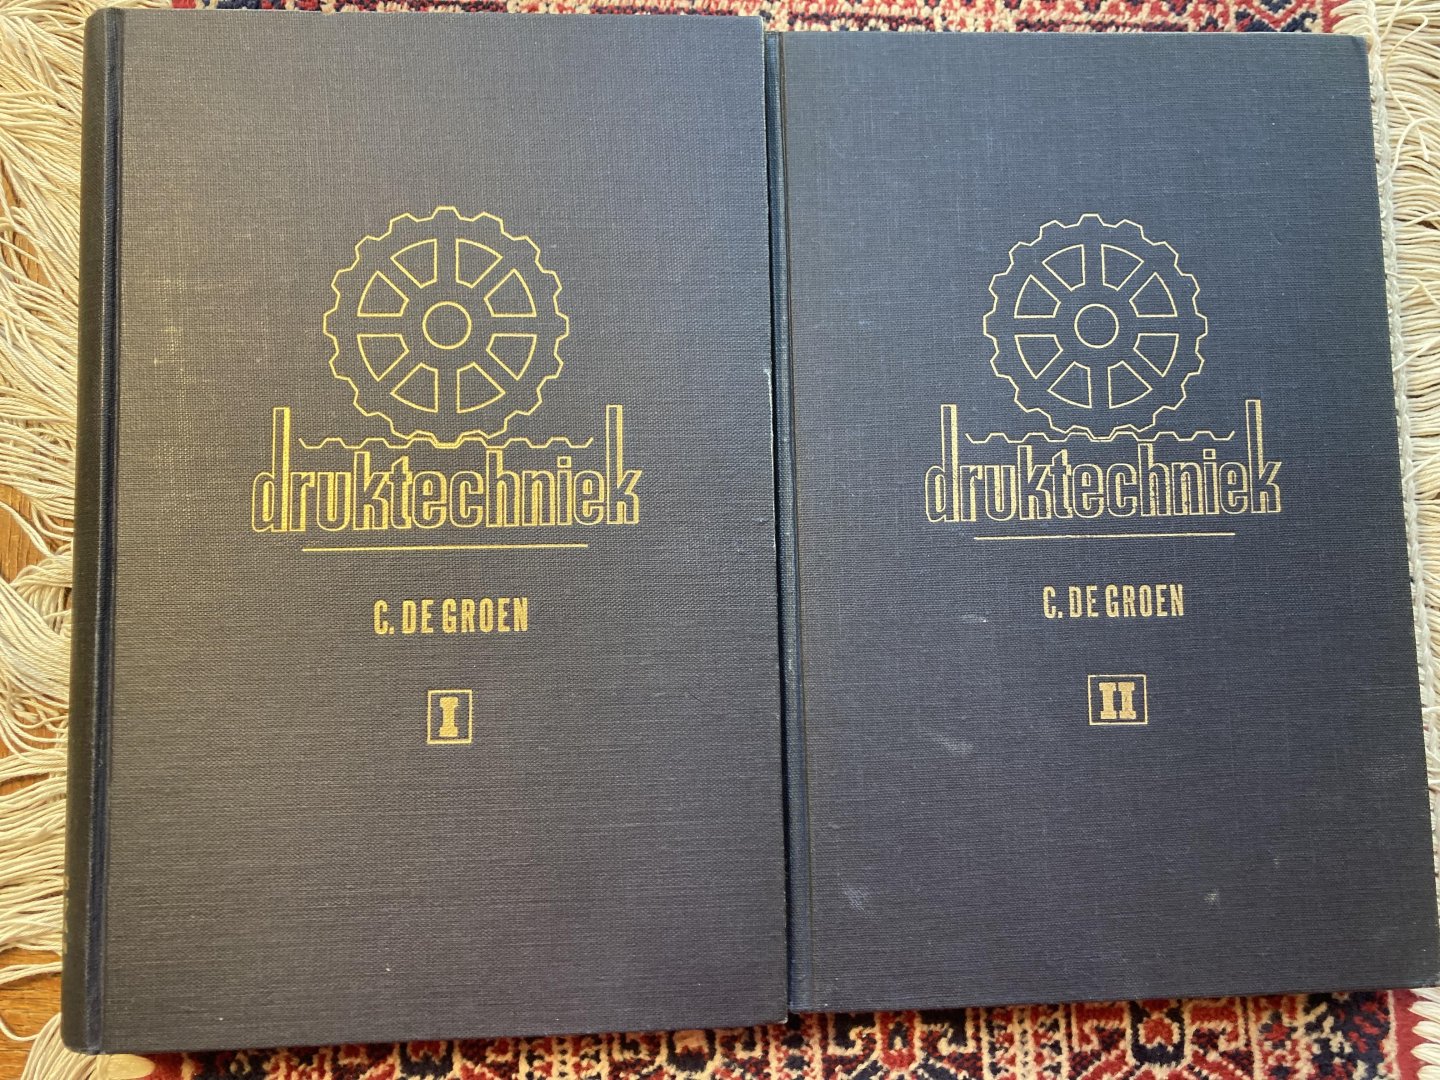 druktechniek
C. DE GROEN
I
druktechniek
C. DE GROEN
II